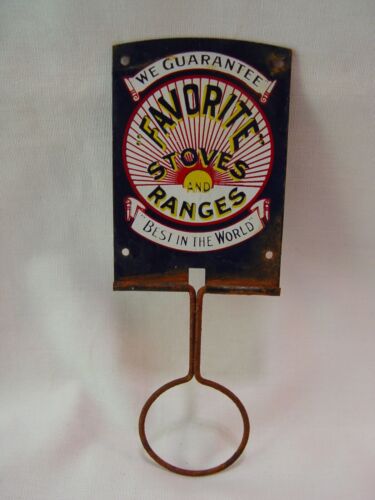 WE GUARANTEE
"FAVORITE"
STOVES
AND
RANGES
"BEST IN THE WORLD"